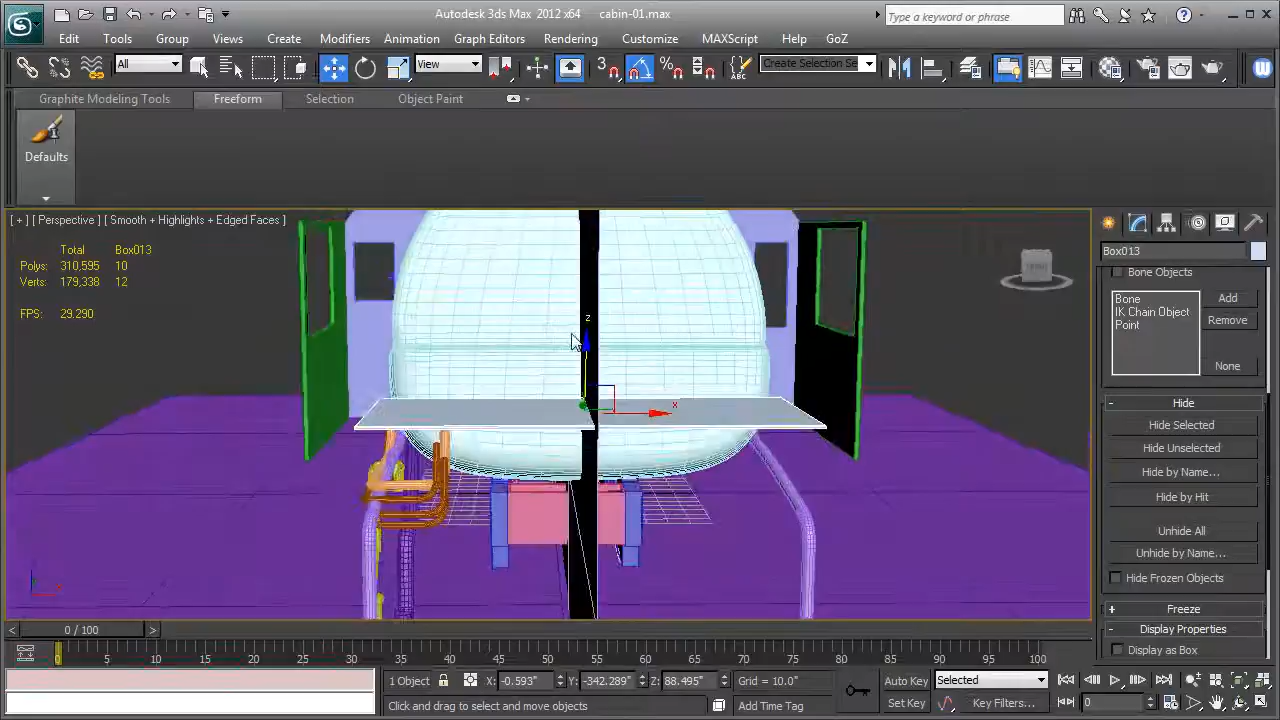 Autodesk 3ds Max 2012 x64 cabin-01.max
Type a keyword or phrase
Edit Tools Group Views Create Modifiers Animation Graph Editors Rendering Customize MAXScript Help GoZ
All View 3 Create Selection Se
Graphite Modeling Tools Freeform Selection Object Paint
Defaults
[ + ] [ Perspective ] [ Smooth + Highlights + Edged Faces ]
Total Box013
Polys: 310,595 10
Verts: 179,338 12
FPS: 29.290
z
x
Box013
Bone Objects
Bone
IK Chain Object
Point
Add
Remove
None
- Hide
Hide Selected
Hide Unselected
Hide by Name...
Hide by Hit
Unhide All
Unhide by Name...
Hide Frozen Objects
Freeze
- Display Properties
Display as Box
< 0 / 100 >
0 5 10 15 20 25 30 35 40 45 50 55 60 65 70 75 80 85 90 95 100
1 Object X: -0.593" Y: -342.289" Z: 88.495" Grid = 10.0" Auto Key Selected
Click and drag to select and move objects Add Time Tag Set Key Key Filters... 0